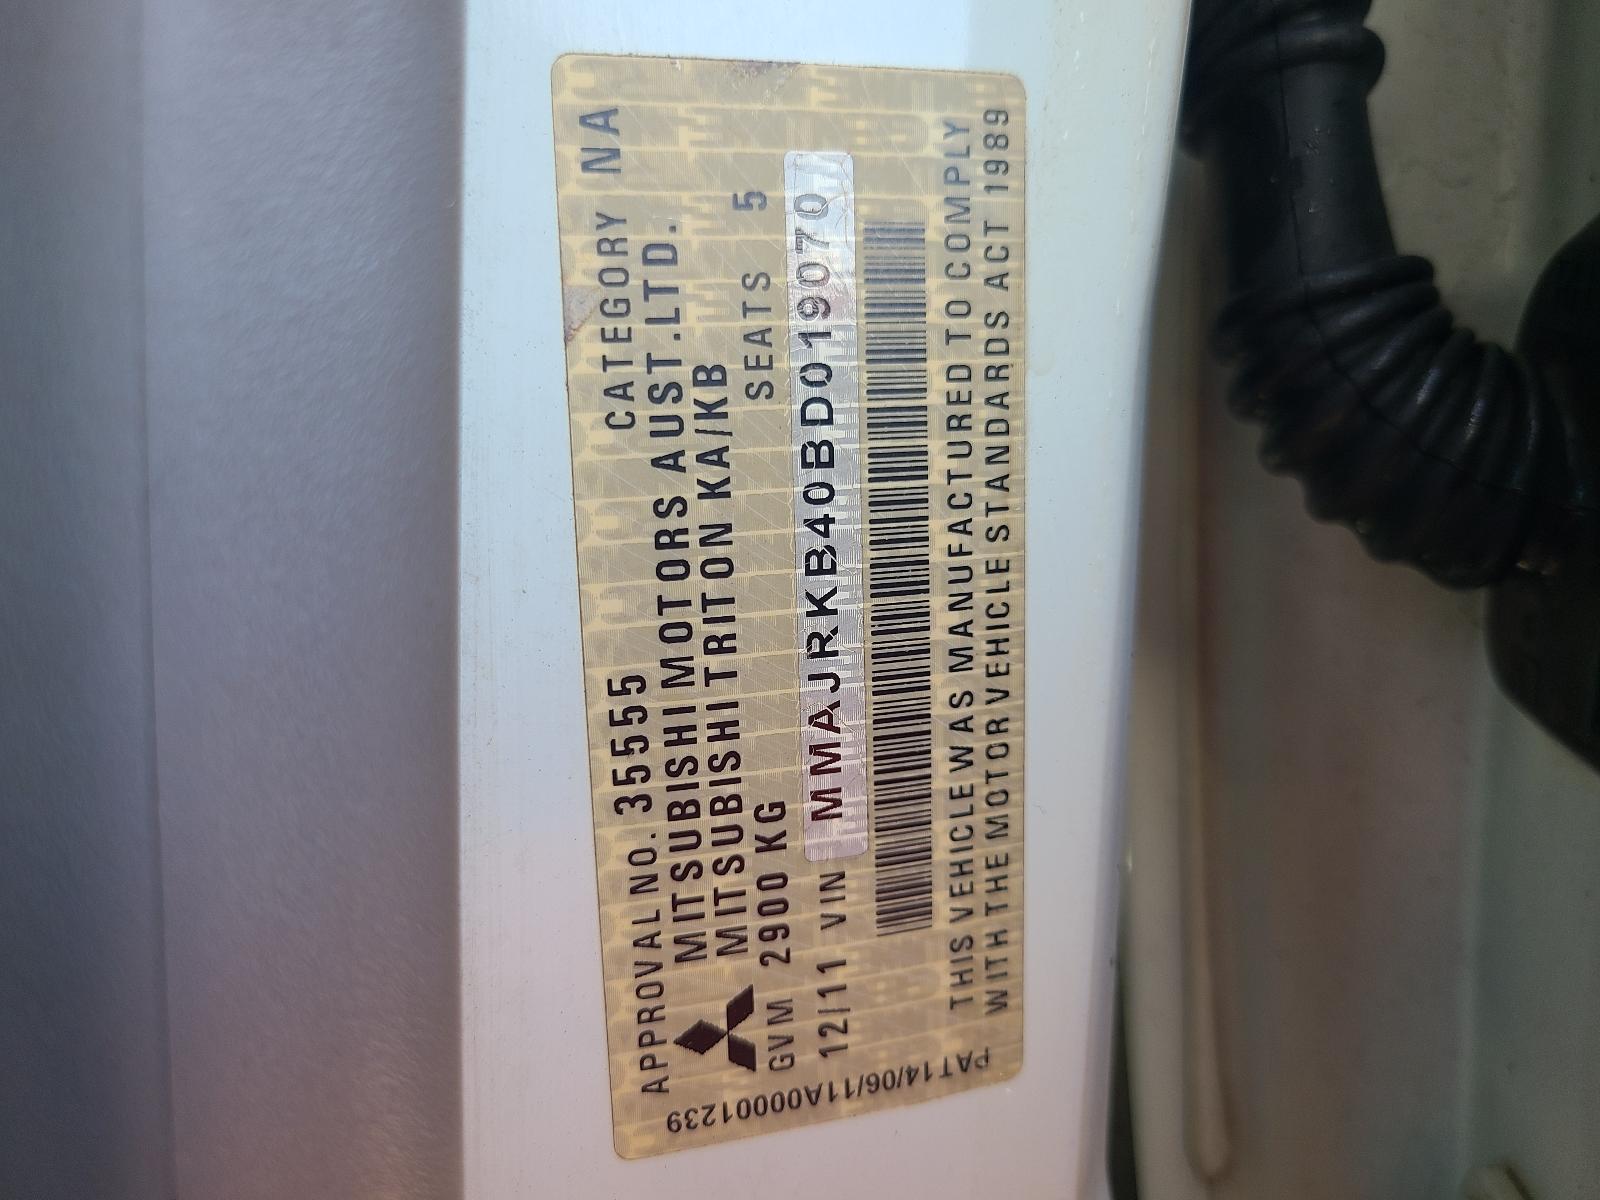 APPROVAL NO. 35555 CATEGORY NA
MITSUBISHI MOTORS AUST.LTD.
MITSUBISHI TRITON KA/KB
GVM 2900 KG SEATS 5
12/11 VIN MMAJRKB40BD019070
THIS VEHICLE WAS MANUFACTURED TO COMPLY
WITH THE MOTOR VEHICLE STANDARDS ACT 1989
PAT14/06/11A00001239